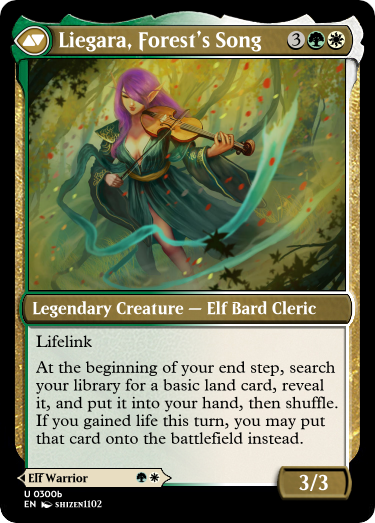 Liegara, Forest's Song 3
Legendary Creature — Elf Bard Cleric
Lifelink
At the beginning of your end step, search
your library for a basic land card, reveal
it, and put it into your hand, then shuffle.
If you gained life this turn, you may put
that card onto the battlefield instead.
Elf Warrior
3/3
U 0300b
EN SHIZEN1102